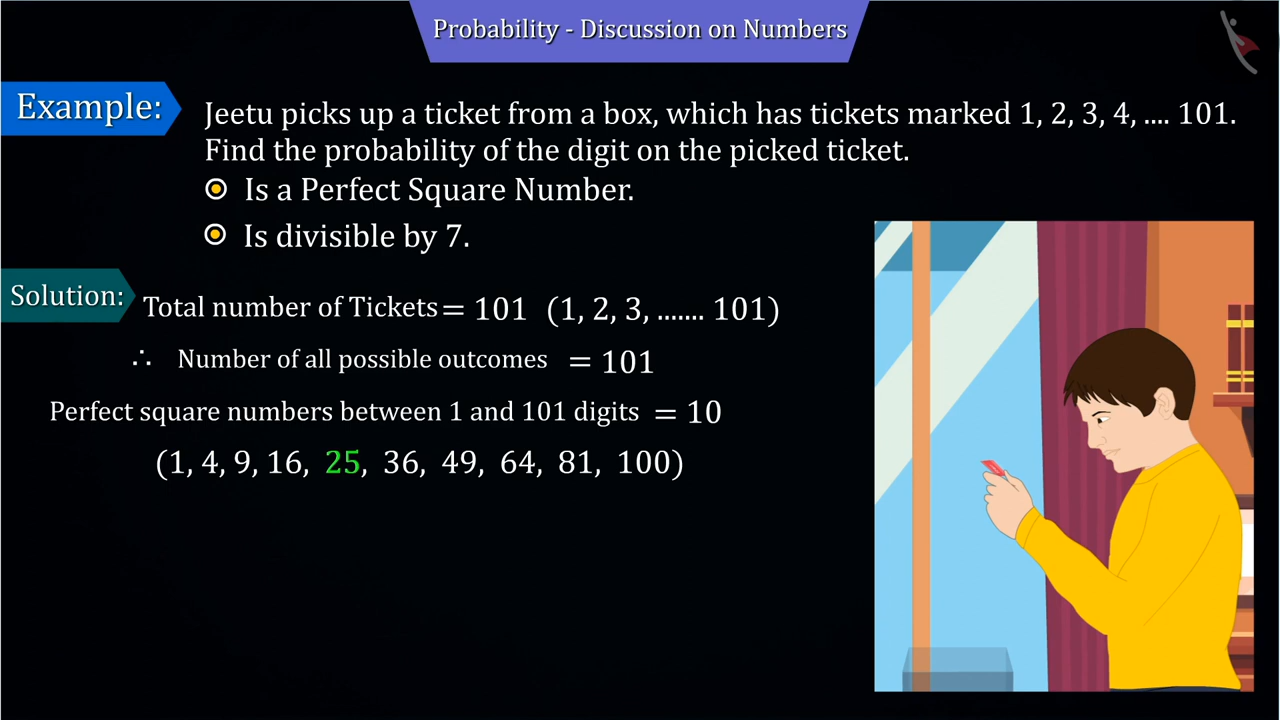 Probability - Discussion on Numbers
Example:
Jeetu picks up a ticket from a box, which has tickets marked 1, 2, 3, 4, .... 101.
Find the probability of the digit on the picked ticket.
Is a Perfect Square Number.
Is divisible by 7.
Solution:
Total number of Tickets = 101 (1, 2, 3, ....... 101)
∴ Number of all possible outcomes = 101
Perfect square numbers between 1 and 101 digits = 10
(1, 4, 9, 16, 25, 36, 49, 64, 81, 100)